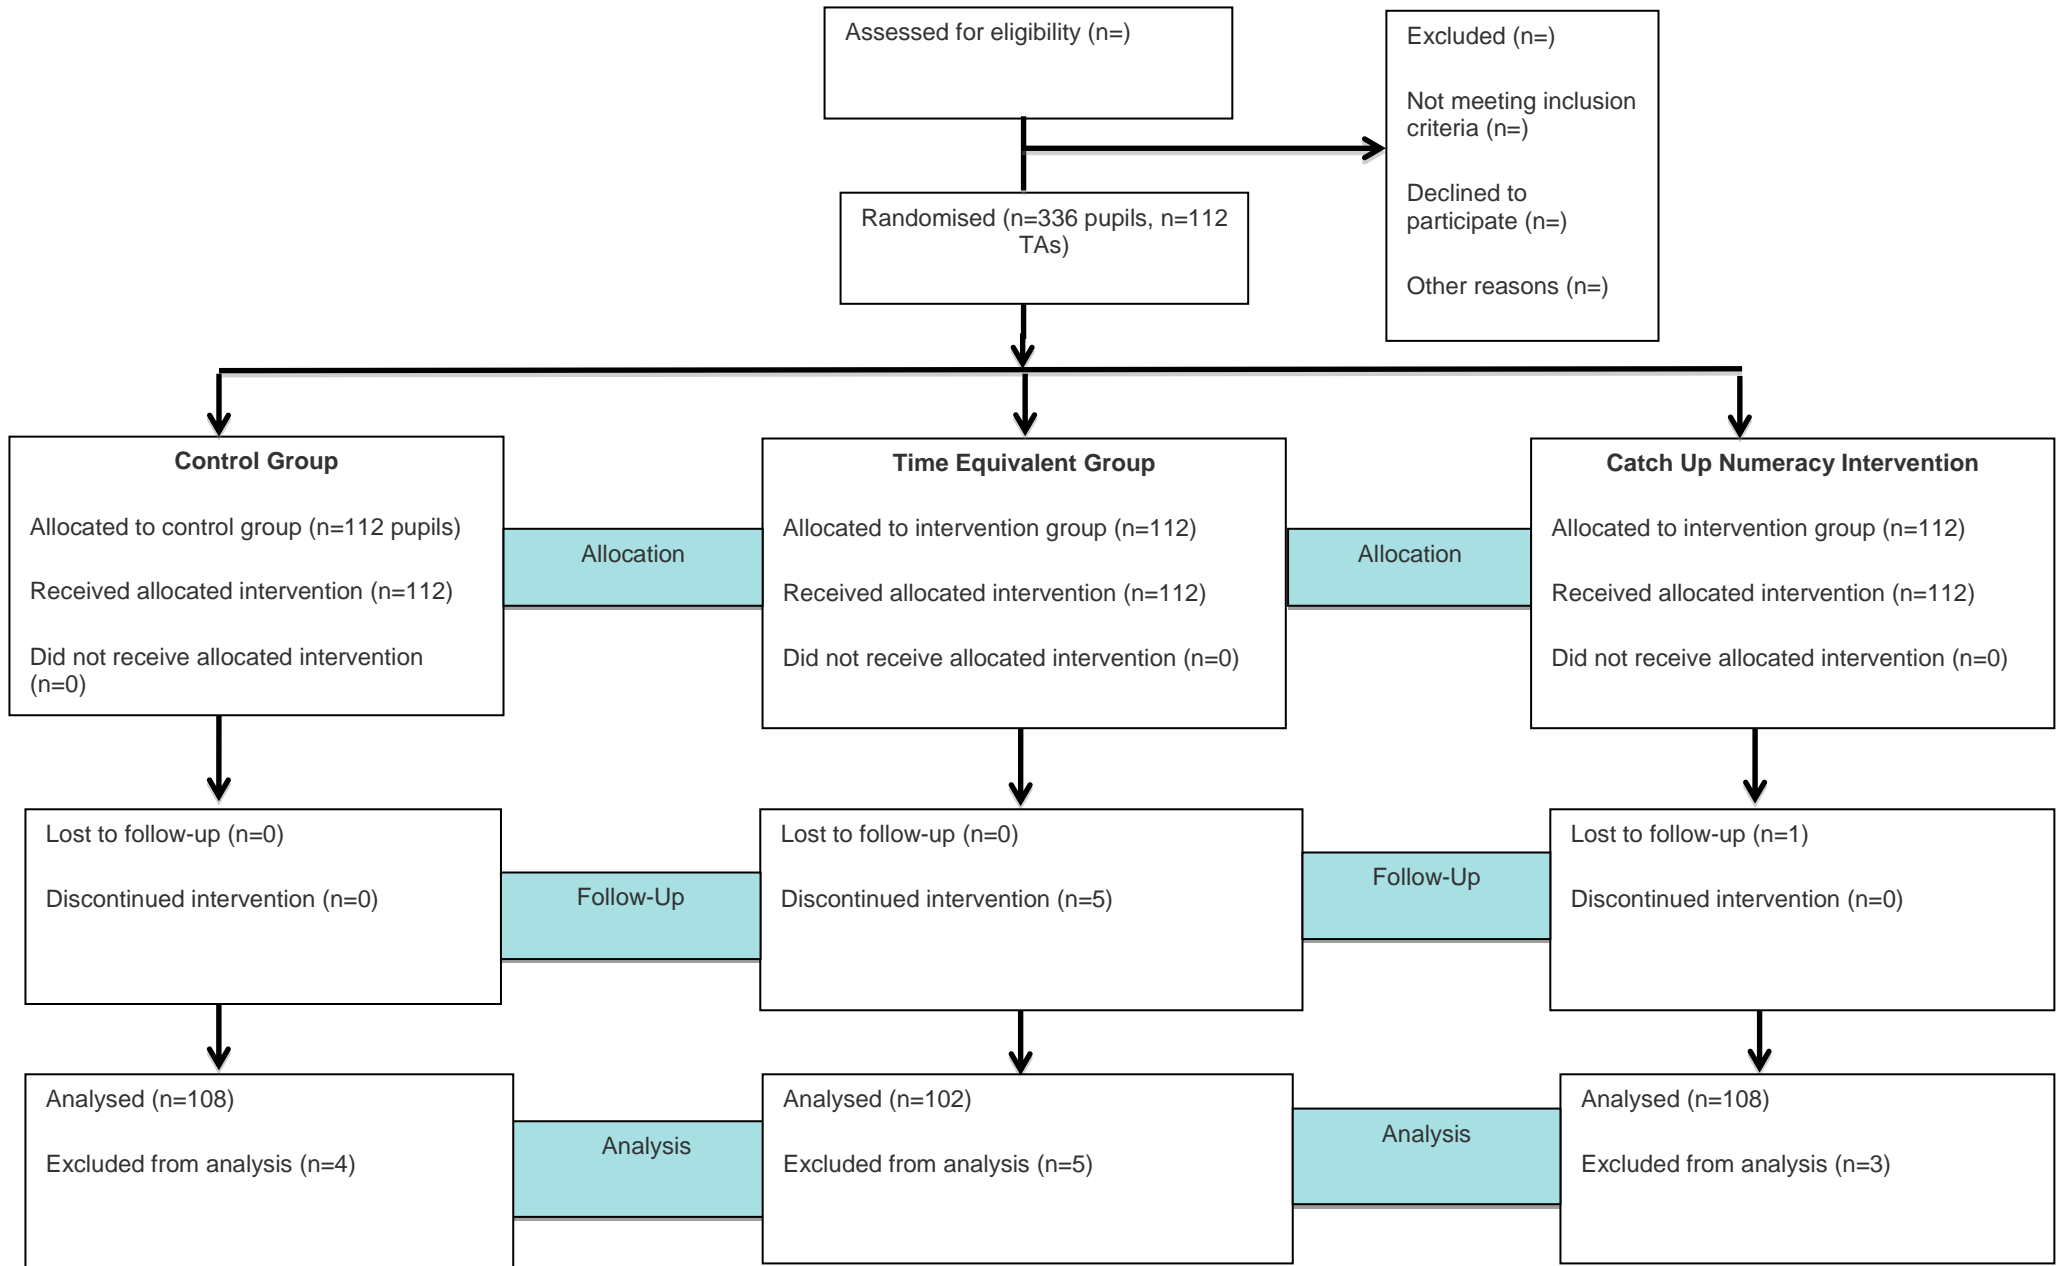 Assessed for eligibility (n=)
Excluded (n=)
Not meeting inclusion
criteria (n=)
Declined to
participate (n=)
Other reasons (n=)
Randomised (n=336 pupils, n=112
TAs)
Control Group
Allocated to control group (n=112 pupils)
Received allocated intervention (n=112)
Did not receive allocated intervention
(n=0)
Allocation
Time Equivalent Group
Allocated to intervention group (n=112)
Received allocated intervention (n=112)
Did not receive allocated intervention (n=0)
Allocation
Catch Up Numeracy Intervention
Allocated to intervention group (n=112)
Received allocated intervention (n=112)
Did not receive allocated intervention (n=0)
Lost to follow-up (n=0)
Discontinued intervention (n=0)
Follow-Up
Lost to follow-up (n=0)
Discontinued intervention (n=5)
Follow-Up
Lost to follow-up (n=1)
Discontinued intervention (n=0)
Analysed (n=108)
Excluded from analysis (n=4)
Analysis
Analysed (n=102)
Excluded from analysis (n=5)
Analysis
Analysed (n=108)
Excluded from analysis (n=3)